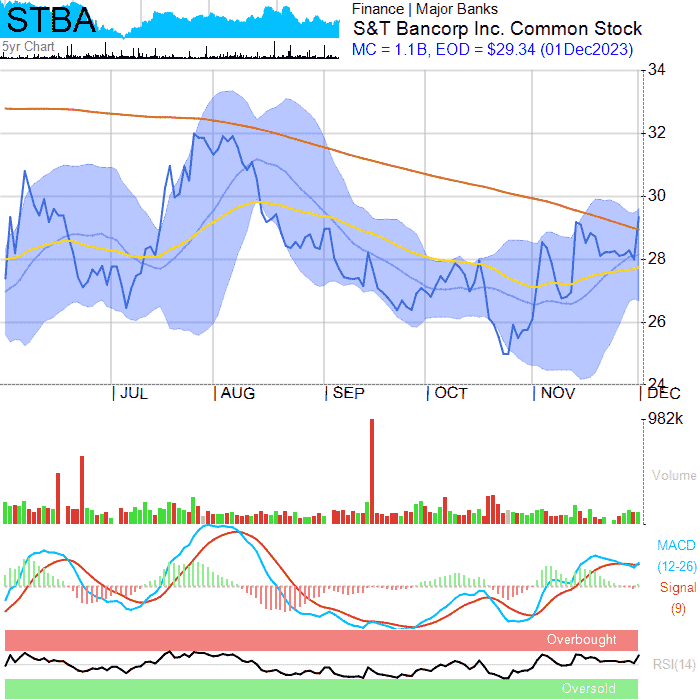 STBA
5yr Chart
Finance | Major Banks
S&T Bancorp Inc. Common Stock
MC = 1.1B, EOD = $29.34 (01Dec2023)
34
32
30
28
26
24
JUL AUG SEP OCT NOV DEC
982k
Volume
MACD
(12-26)
Signal
(9)
Overbought
RSI(14)
Oversold